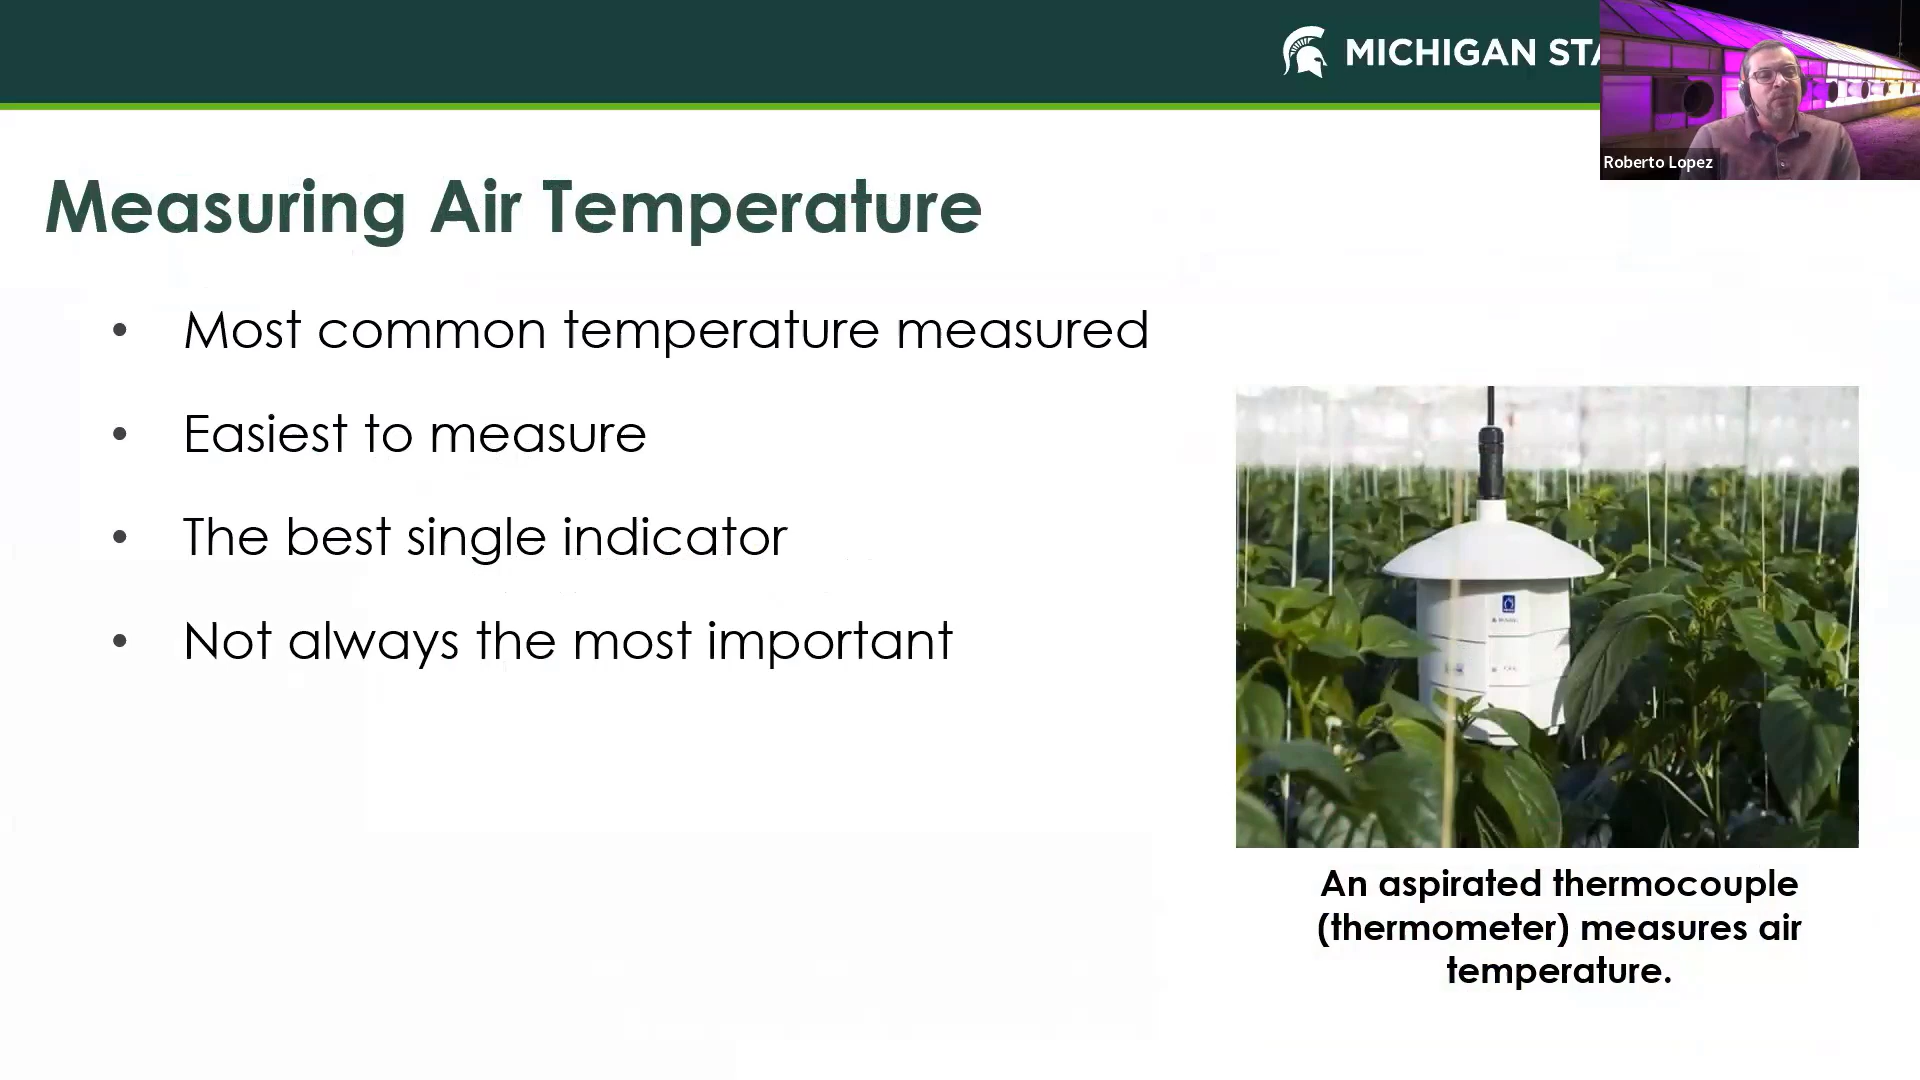 MICHIGAN STA
Roberto Lopez
Measuring Air Temperature
• Most common temperature measured
• Easiest to measure
• The best single indicator
• Not always the most important
An aspirated thermocouple
(thermometer) measures air
temperature.